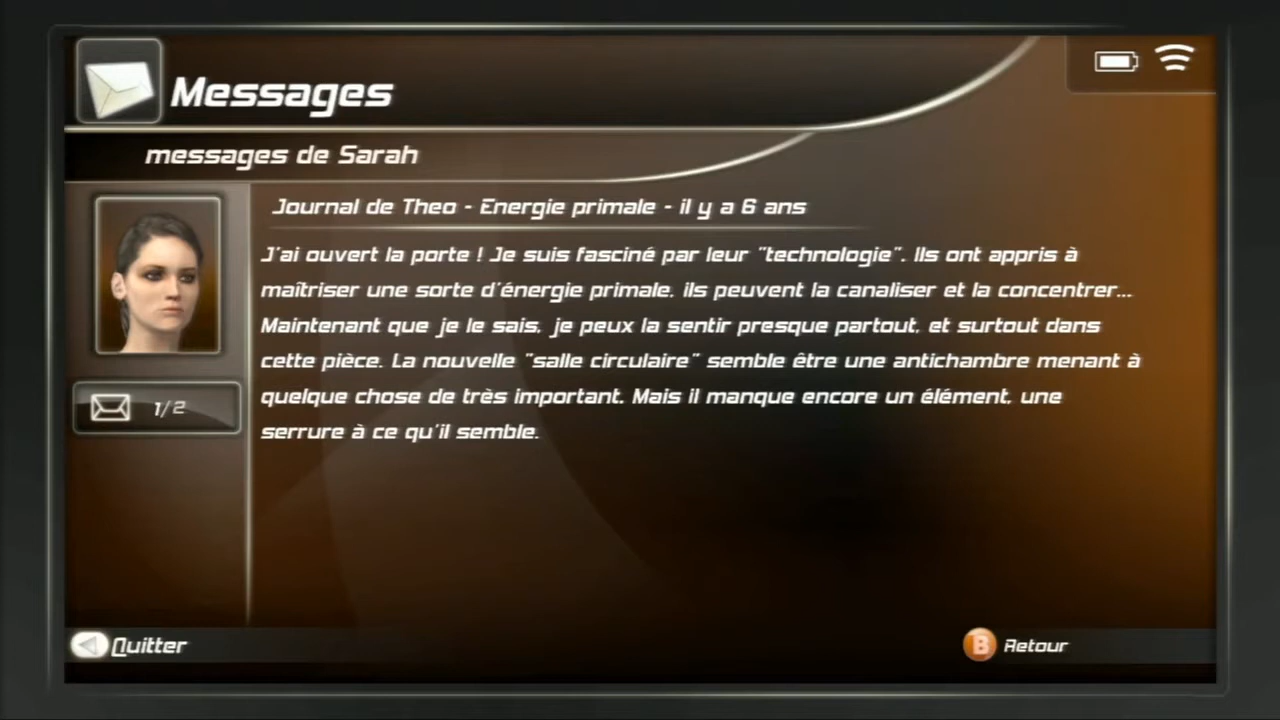 Messages
messages de Sarah
Journal de Theo - Energie primale - il y a 6 ans
J'ai ouvert la porte ! Je suis fasciné par leur "technologie". Ils ont appris à
maîtriser une sorte d'énergie primale, ils peuvent la canaliser et la concentrer...
Maintenant que je le sais, je peux la sentir presque partout, et surtout dans
cette pièce. La nouvelle "salle circulaire" semble être une antichambre menant à
quelque chose de très important. Mais il manque encore un élément, une
serrure à ce qu'il semble.
1/2
Quitter
B Retour